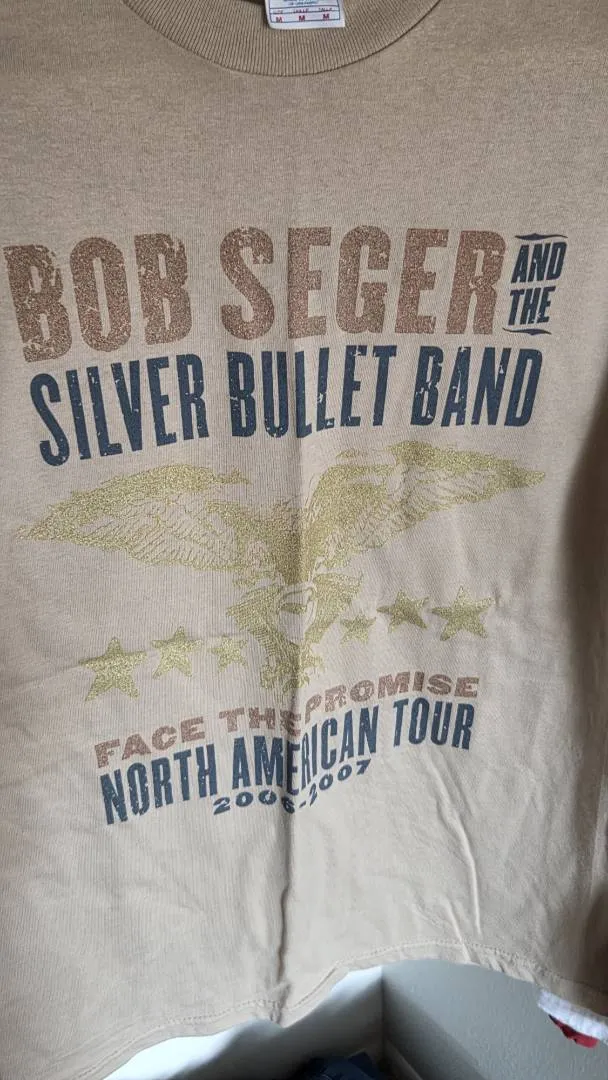 M M M
BOB SEGER AND THE
SILVER BULLET BAND
FACE THE PROMISE
NORTH AMERICAN TOUR
2006-2007